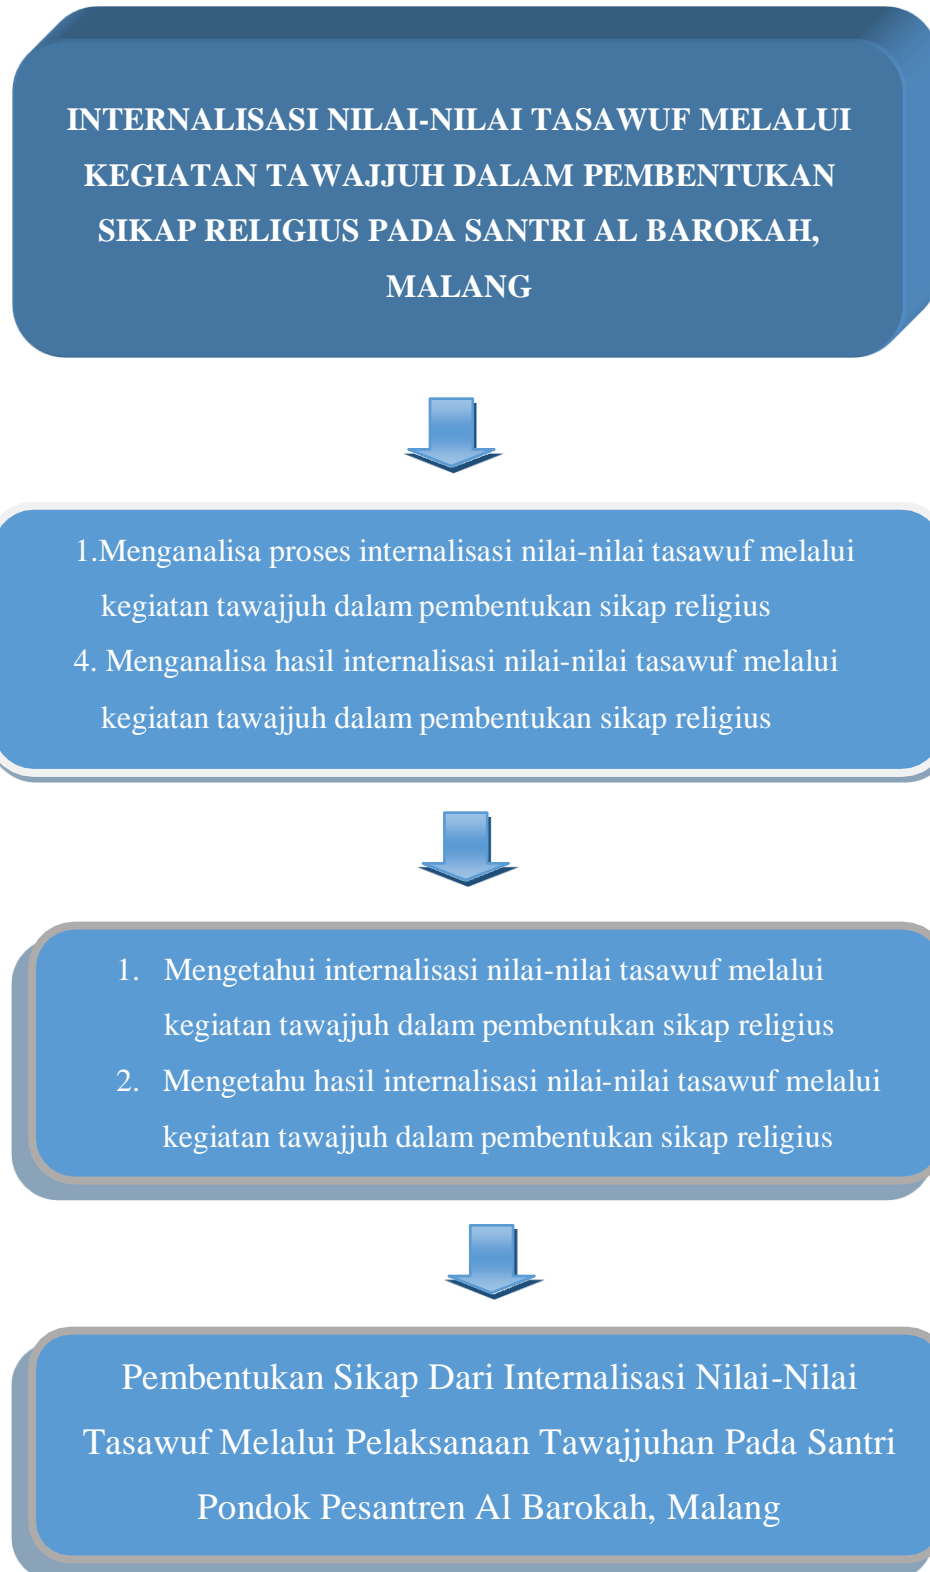 INTERNALISASI NILAI-NILAI TASAWUF MELALUI
KEGIATAN TAWAJJUH DALAM PEMBENTUKAN
SIKAP RELIGIUS PADA SANTRI AL BAROKAH,
MALANG
1.Menganalisa proses internalisasi nilai-nilai tasawuf melalui
kegiatan tawajjuh dalam pembentukan sikap religius
4. Menganalisa hasil internalisasi nilai-nilai tasawuf melalui
kegiatan tawajjuh dalam pembentukan sikap religius
1. Mengetahui internalisasi nilai-nilai tasawuf melalui
kegiatan tawajjuh dalam pembentukan sikap religius
2. Mengetahu hasil internalisasi nilai-nilai tasawuf melalui
kegiatan tawajjuh dalam pembentukan sikap religius
Pembentukan Sikap Dari Internalisasi Nilai-Nilai
Tasawuf Melalui Pelaksanaan Tawajjuhan Pada Santri
Pondok Pesantren Al Barokah, Malang